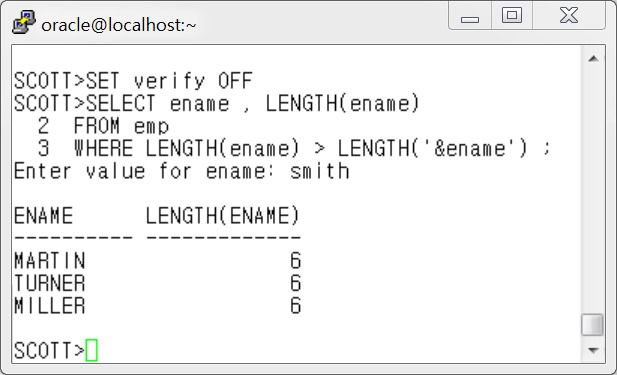 oracle@localhost:~
SCOTT>SET verify OFF
SCOTT>SELECT ename , LENGTH(ename)
  2  FROM emp
  3  WHERE LENGTH(ename) > LENGTH('&ename') ;
Enter value for ename: smith
ENAME      LENGTH(ENAME)
---------- -------------
MARTIN                 6
TURNER                 6
MILLER                 6
SCOTT>